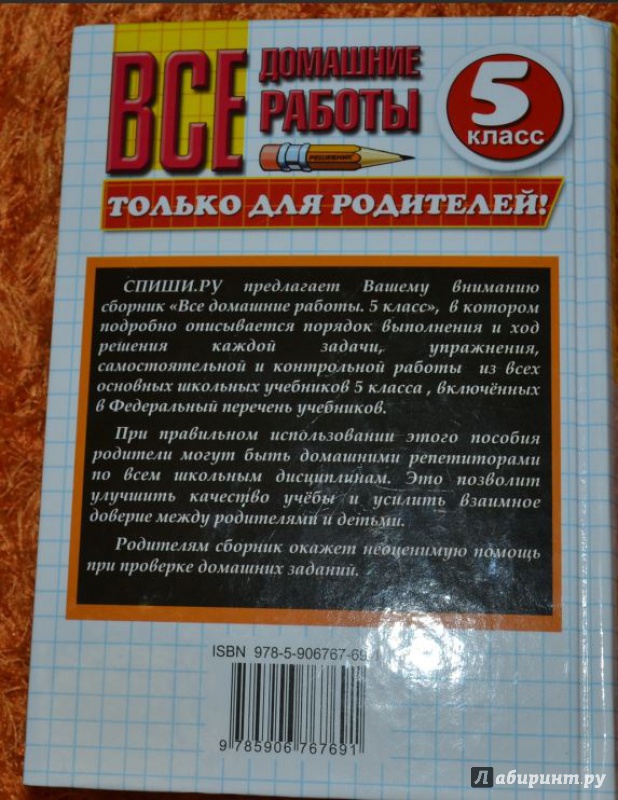 ВСЕ
ДОМАШНИЕ
РАБОТЫ
РЕШЕБНИК
5
класс
ТОЛЬКО ДЛЯ РОДИТЕЛЕЙ!
СПИШИ.РУ предлагает Вашему вниманию
сборник «Все домашние работы. 5 класс», в котором
подробно описывается порядок выполнения и ход
решения каждой задачи, упражнения,
самостоятельной и контрольной работы из всех
основных школьных учебников 5 класса , включённых
в Федеральный перечень учебников.
При правильном использовании этого пособия
родители могут быть домашними репетиторами
по всем школьным дисциплинам. Это позволит
улучшить качество учёбы и усилить взаимное
доверие между родителями и детьми.
Родителям сборник окажет неоценимую помощь
при проверке домашних заданий.
ISBN 978-5-906767-69
9 785906 767691
Лабиринт.ру